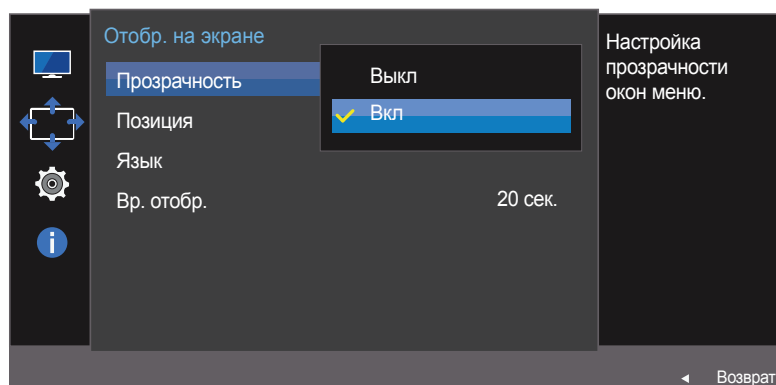 Отобр. на экране
Прозрачность
Выкл
Вкл
Позиция
Язык
Вр. отобр.
20 сек.
Настройка
прозрачности
окон меню.
Возврат